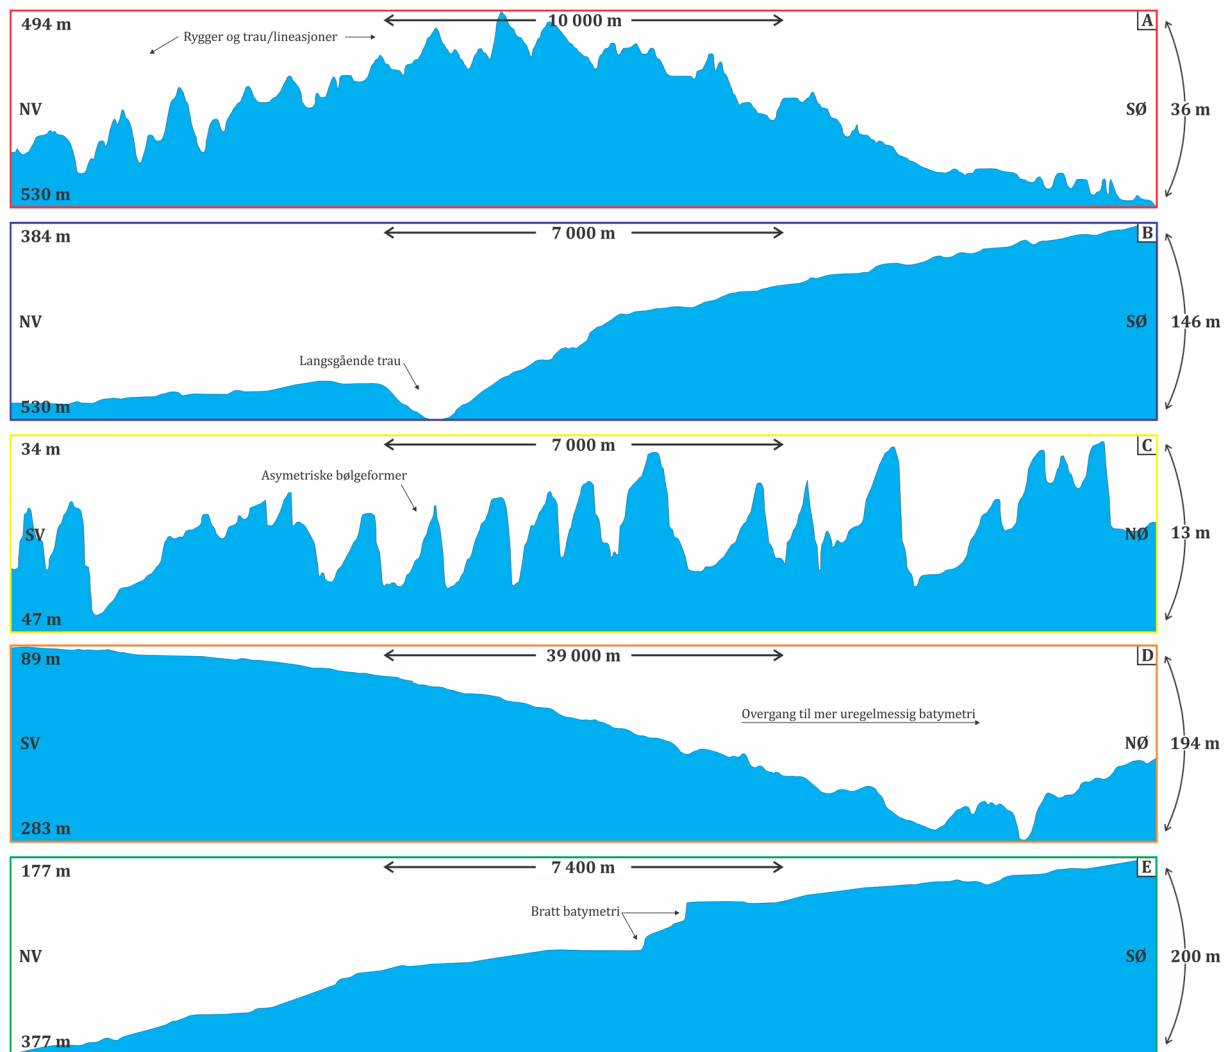 494 m
10 000 m
A
Rygger og trau/lineasjoner
NV
SØ
36 m
530 m
384 m
7 000 m
B
NV
SØ
146 m
Langsgående trau
530 m
34 m
7 000 m
C
Asymetriske bølgeformer
SV
NØ
13 m
47 m
89 m
39 000 m
D
Overgang til mer uregelmessig batymetri
SV
NØ
194 m
283 m
177 m
7 400 m
E
Bratt batymetri
NV
SØ
200 m
377 m